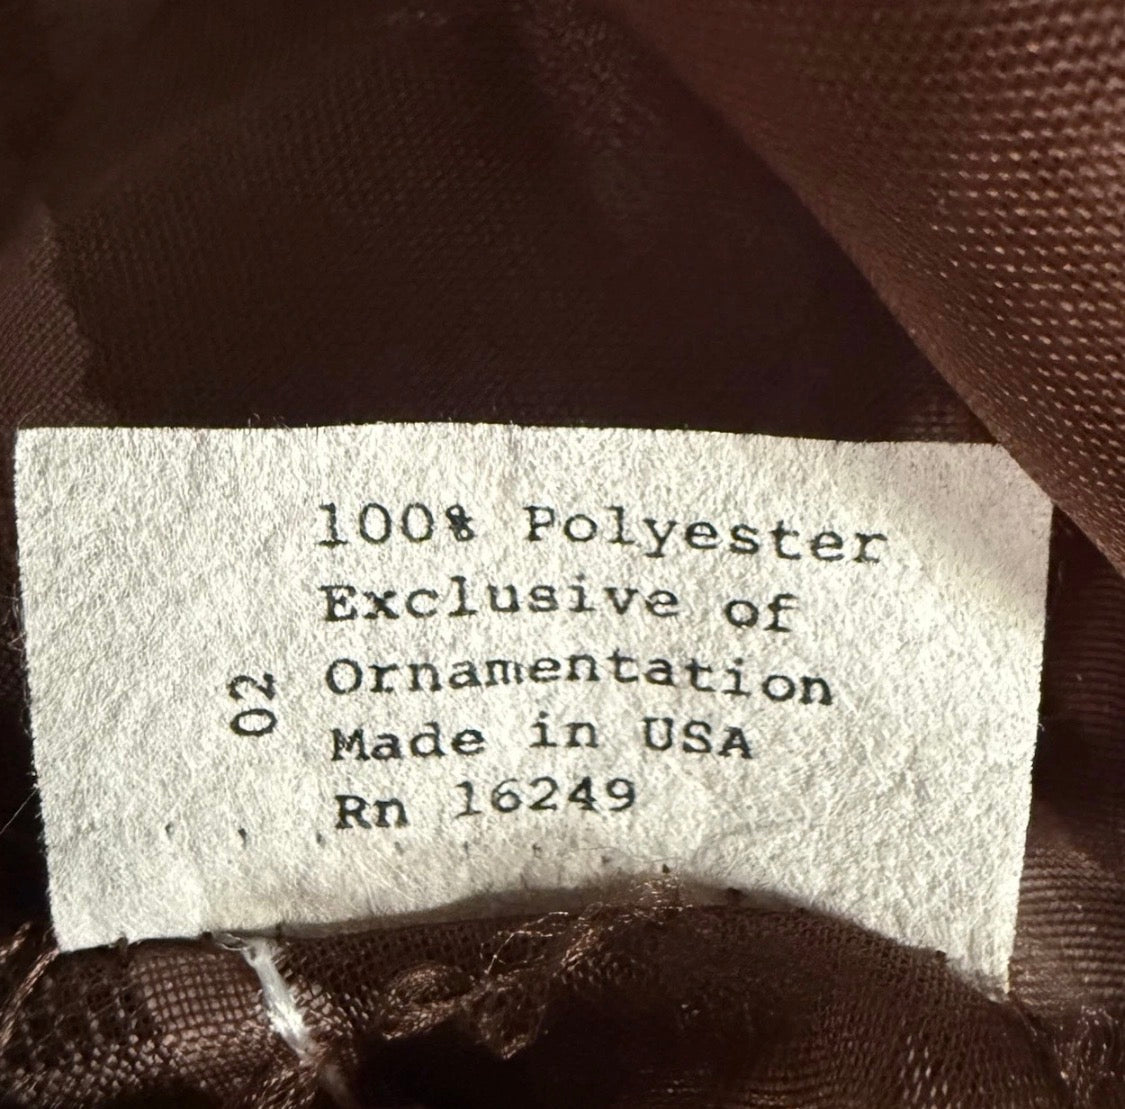 100% Polyester
Exclusive of
Ornamentation
Made in USA
Rn 16249
02